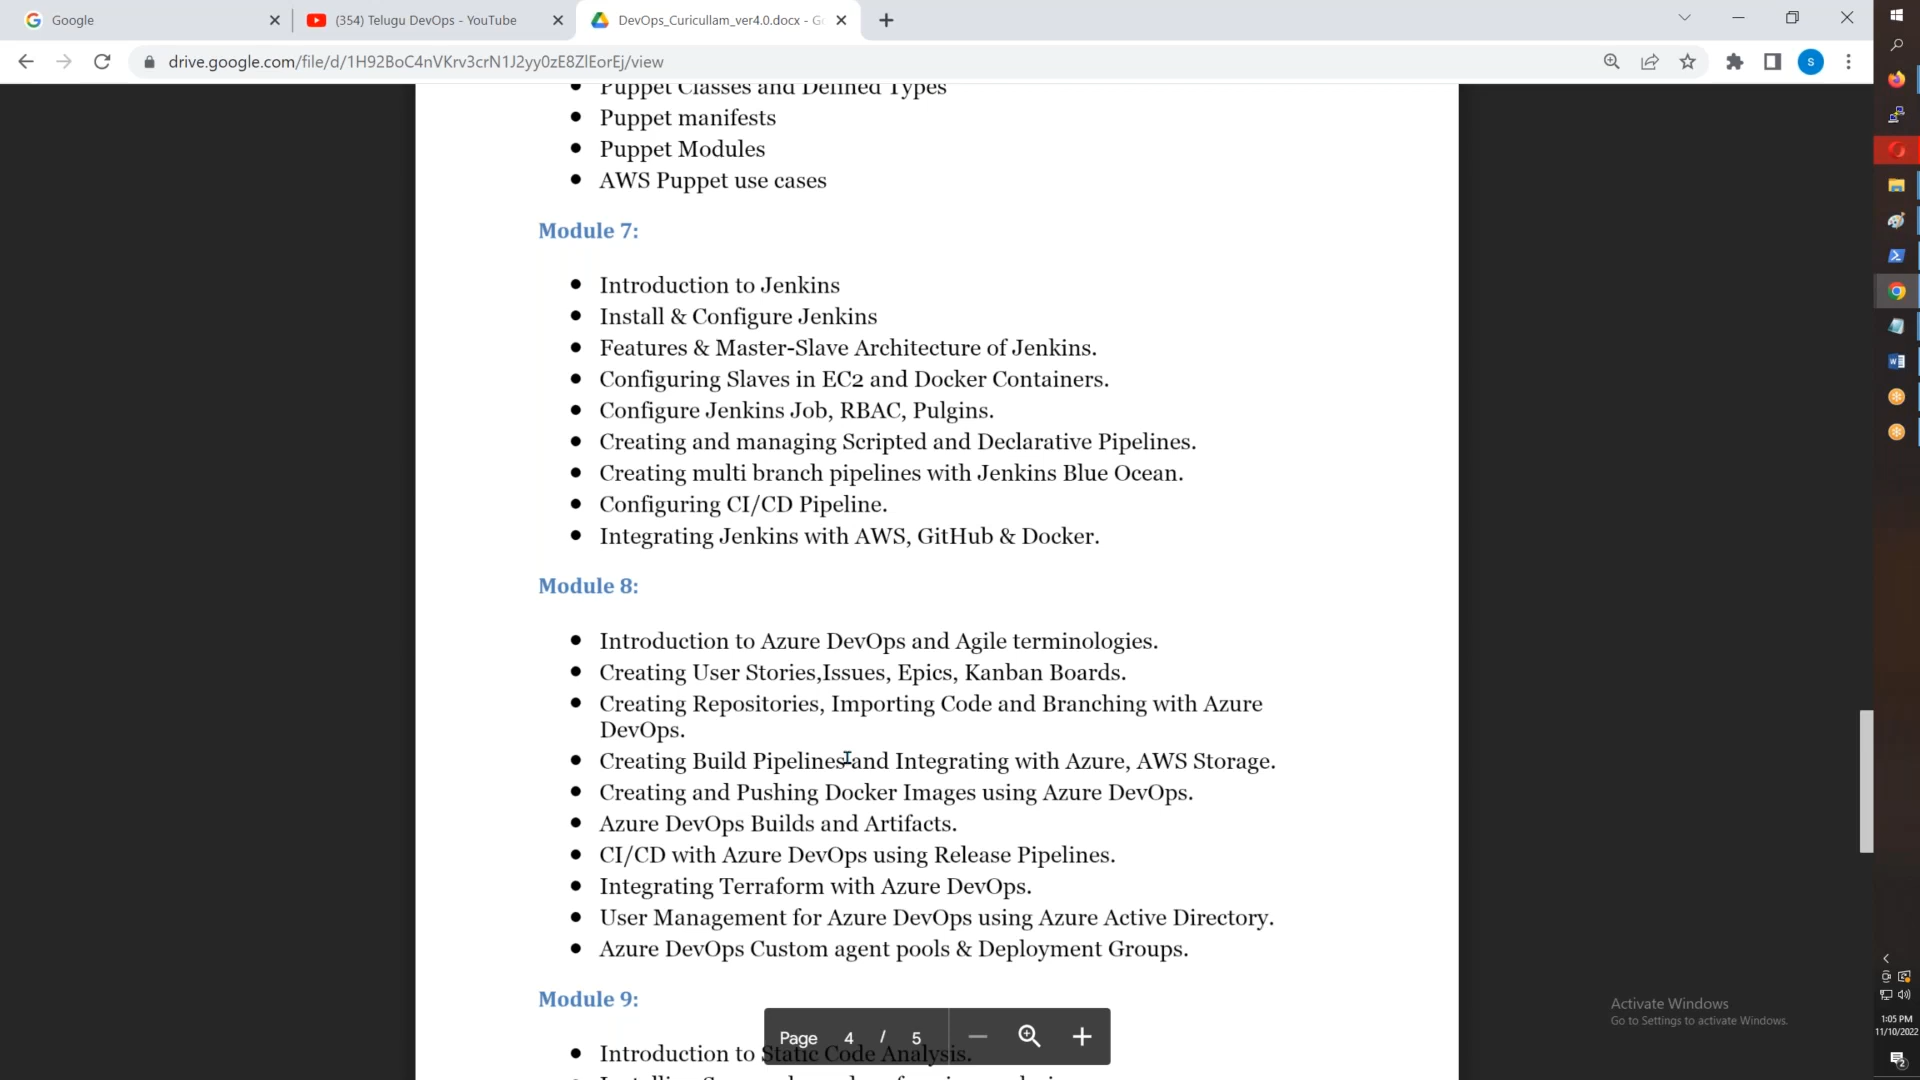 Google
(354) Telugu DevOps - YouTube
DevOps_Curicullam_ver4.0.docx - G
drive.google.com/file/d/1H92BoC4nVKrv3crN1J2yy0zE8ZlEorEj/view
S
Puppet Classes and Defined Types
Puppet manifests
Puppet Modules
AWS Puppet use cases
Module 7:
Introduction to Jenkins
Install & Configure Jenkins
Features & Master-Slave Architecture of Jenkins.
Configuring Slaves in EC2 and Docker Containers.
Configure Jenkins Job, RBAC, Pulgins.
Creating and managing Scripted and Declarative Pipelines.
Creating multi branch pipelines with Jenkins Blue Ocean.
Configuring CI/CD Pipeline.
Integrating Jenkins with AWS, GitHub & Docker.
Module 8:
Introduction to Azure DevOps and Agile terminologies.
Creating User Stories,Issues, Epics, Kanban Boards.
Creating Repositories, Importing Code and Branching with Azure
DevOps.
Creating Build Pipelines and Integrating with Azure, AWS Storage.
Creating and Pushing Docker Images using Azure DevOps.
Azure DevOps Builds and Artifacts.
CI/CD with Azure DevOps using Release Pipelines.
Integrating Terraform with Azure DevOps.
User Management for Azure DevOps using Azure Active Directory.
Azure DevOps Custom agent pools & Deployment Groups.
Module 9:
Introduction to Static Code Analysis.
Page 4 / 5
Activate Windows
Go to Settings to activate Windows.
1:05 PM
11/10/2022
2